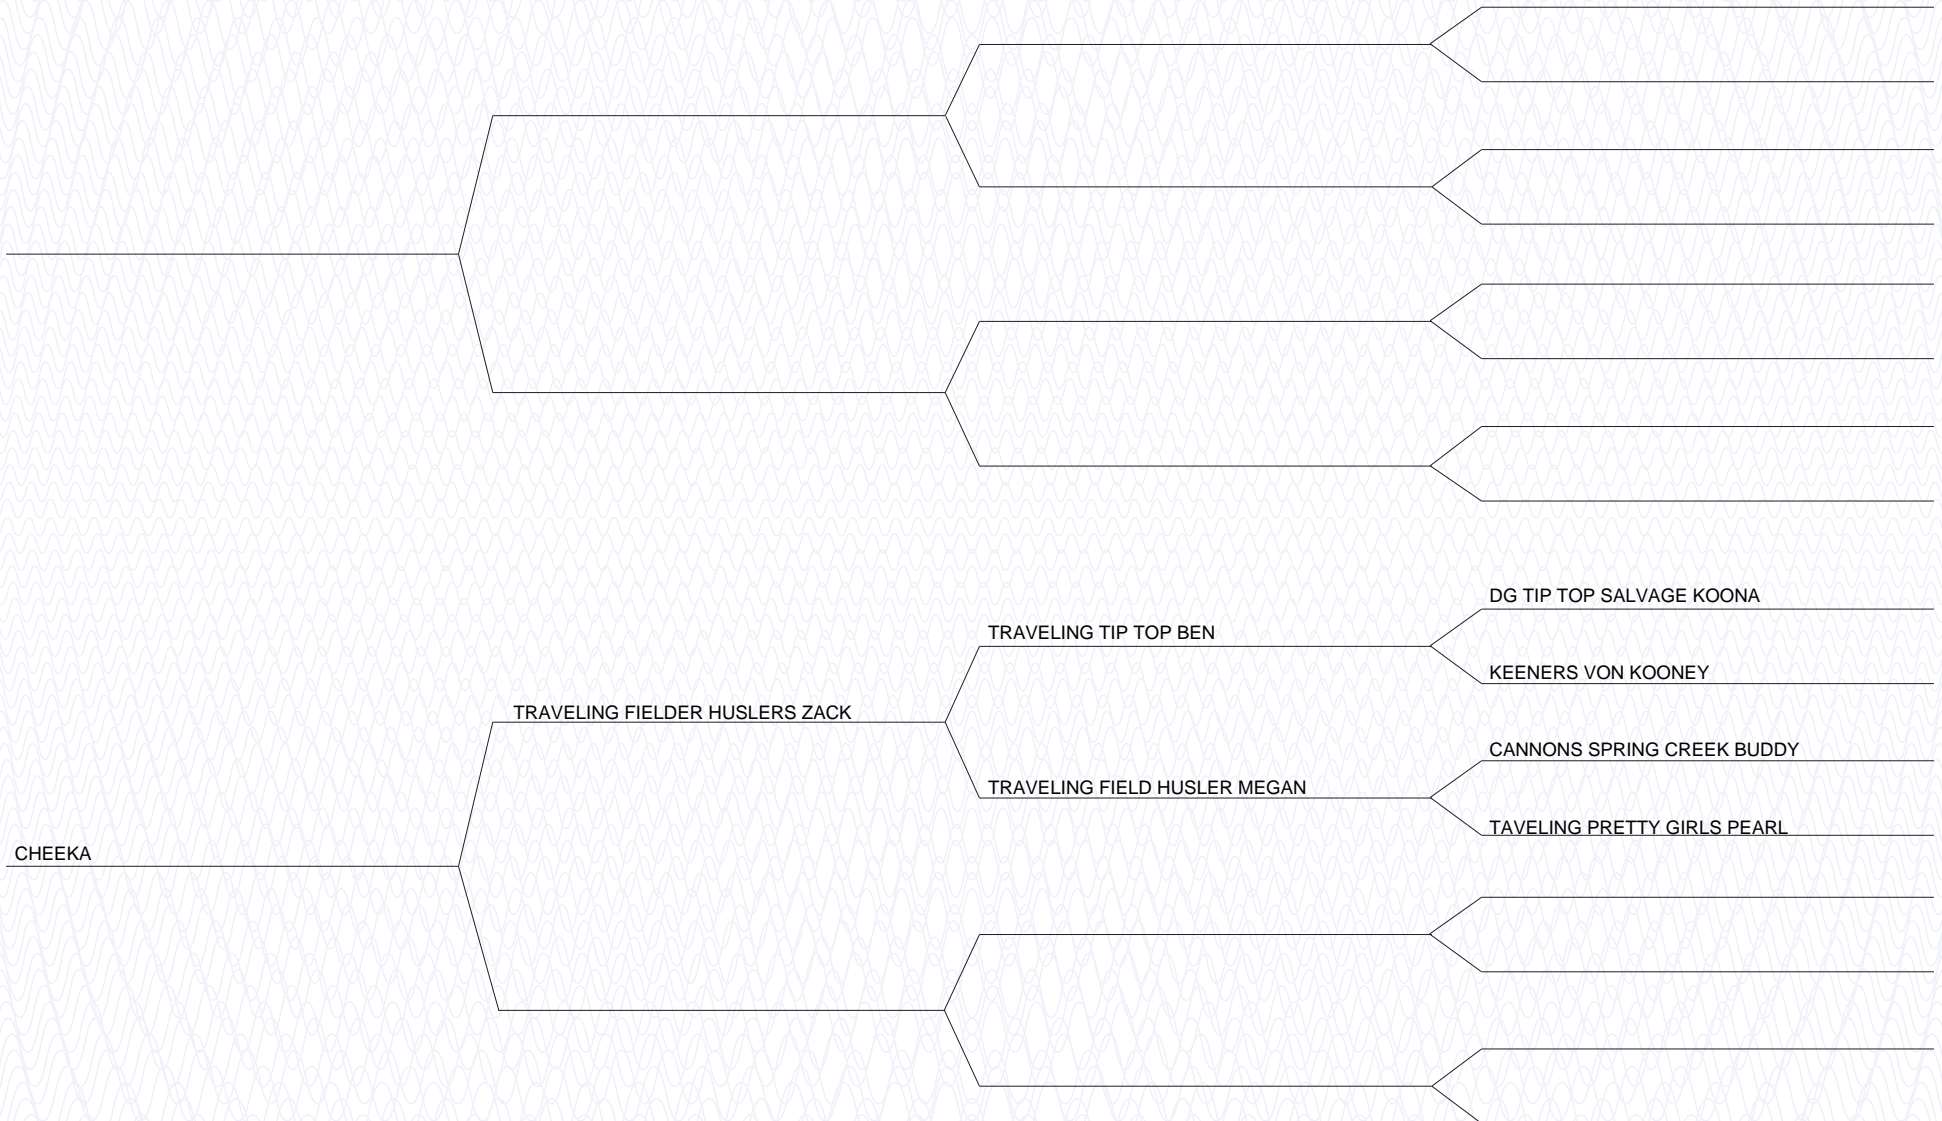 DG TIP TOP SALVAGE KOONA
TRAVELING TIP TOP BEN
KEENERS VON KOONEY
TRAVELING FIELDER HUSLERS ZACK
CANNONS SPRING CREEK BUDDY
TRAVELING FIELD HUSLER MEGAN
TAVELING PRETTY GIRLS PEARL
CHEEKA